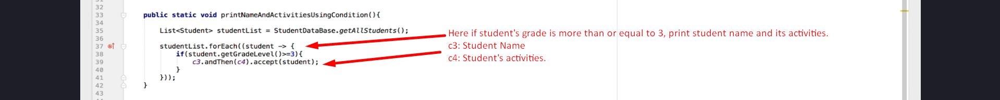 32
33 public static void printNameAndActivitiesUsingCondition(){
34
35 List<Student> studentList = StudentDataBase.getAllStudents();
36
37 studentList.forEach((student -> {
38 if(student.getGradeLevel()>=3){
39 c3.andThen(c4).accept(student);
40 }
41 }));
42 }
43
Here if student's grade is more than or equal to 3, print student name and its activities.
c3: Student Name
c4: Student's activities.